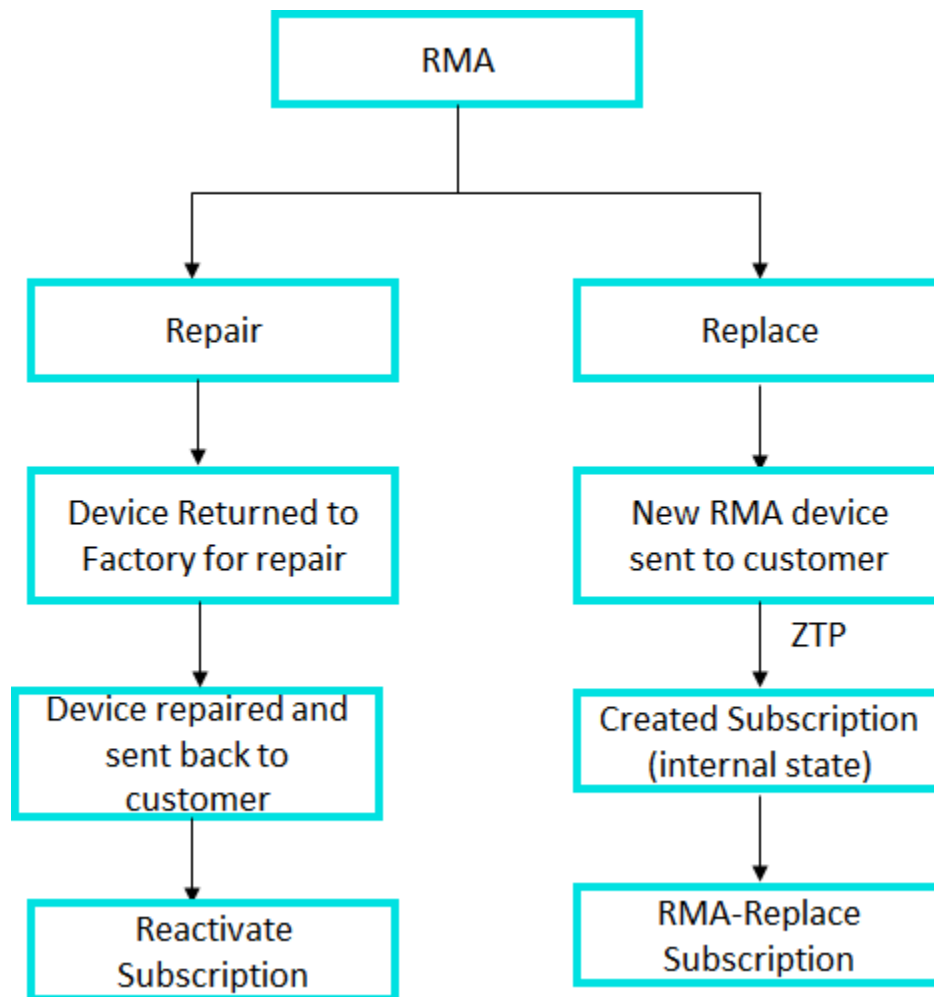 RMA
Repair
Replace
Device Returned to
Factory for repair
New RMA device
sent to customer
ZTP
Device repaired and
sent back to
customer
Created Subscription
(internal state)
Reactivate
Subscription
RMA-Replace
Subscription